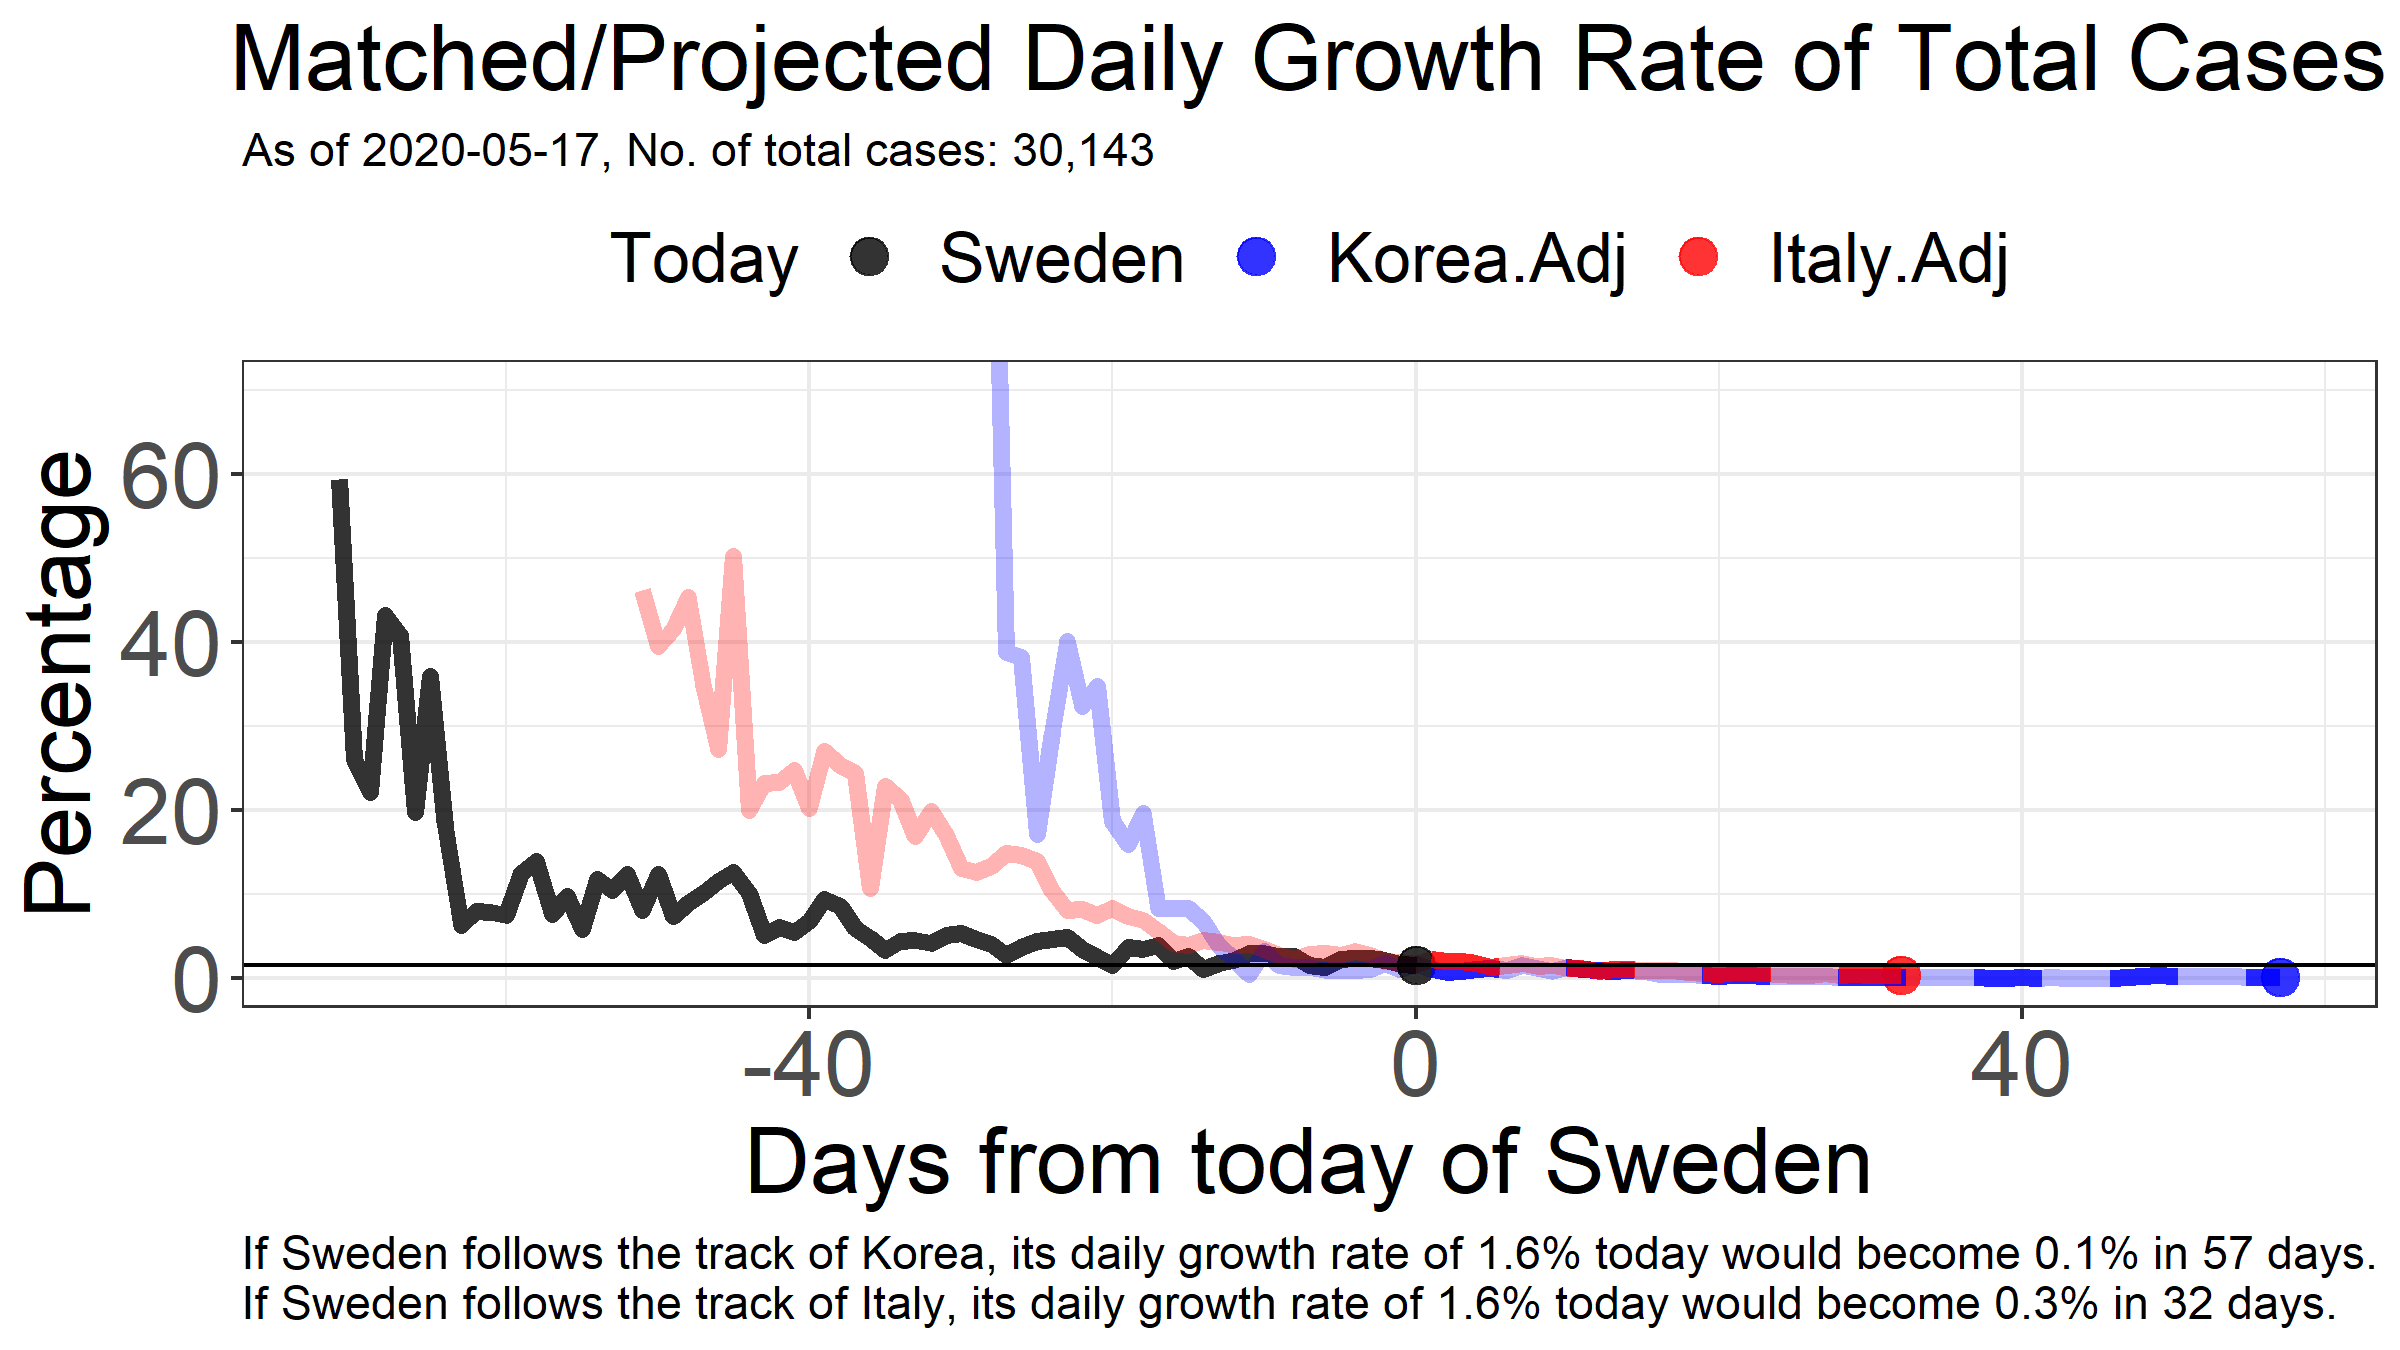 Matched/Projected Daily Growth Rate of Total Cases
As of 2020-05-17, No. of total cases: 30,143
Today Sweden Korea.Adj Italy.Adj
Percentage
60
40
20
0
-40 0 40
Days from today of Sweden
If Sweden follows the track of Korea, its daily growth rate of 1.6% today would become 0.1% in 57 days.
If Sweden follows the track of Italy, its daily growth rate of 1.6% today would become 0.3% in 32 days.